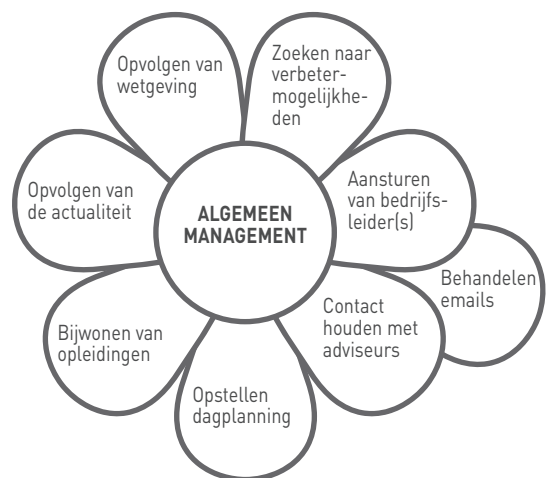 Opvolgen van
wetgeving
Zoeken naar
verbeter-
mogelijkhe-
den
Opvolgen van
de actualiteit
ALGEMEEN
MANAGEMENT
Aansturen
van bedrijfs-
leider(s)
Behandelen
emails
Contact
houden met
adviseurs
Bijwonen van
opleidingen
Opstellen
dagplanning